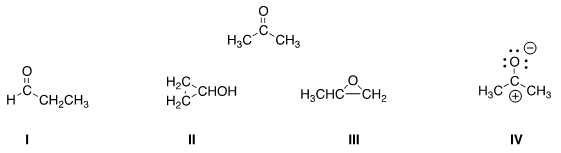 O
H₃C C CH₃
O
C
H CH₂CH₃
H₂C
H₂C CHOH
O
H₃CHC CH₂
:Ö: ⊖
C
H₃C ⊕ CH₃
I II III IV